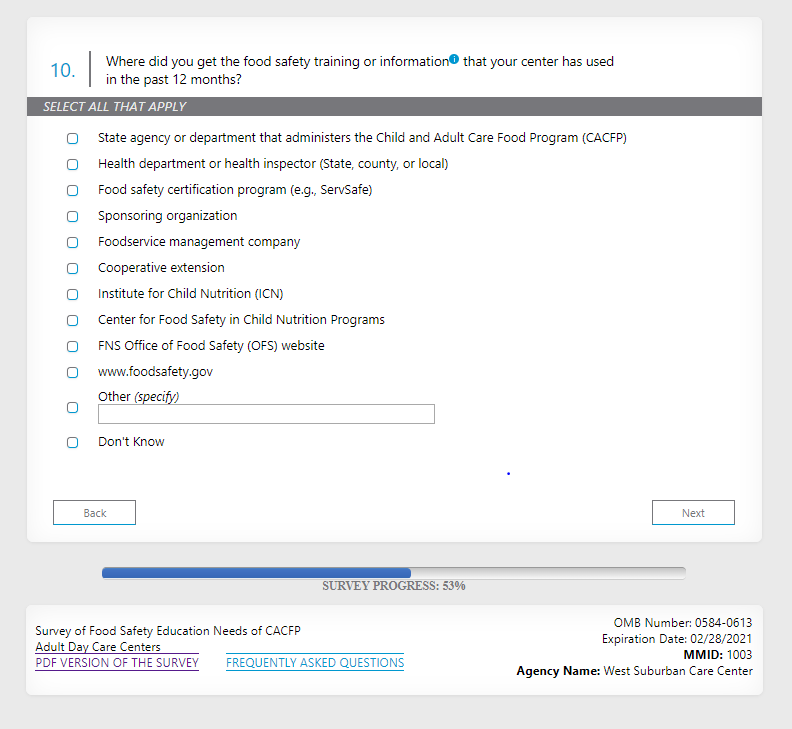 10.
Where did you get the food safety training or information that your center has used
in the past 12 months?
SELECT ALL THAT APPLY
State agency or department that administers the Child and Adult Care Food Program (CACFP)
Health department or health inspector (State, county, or local)
Food safety certification program (e.g., ServSafe)
Sponsoring organization
Foodservice management company
Cooperative extension
Institute for Child Nutrition (ICN)
Center for Food Safety in Child Nutrition Programs
FNS Office of Food Safety (OFS) website
www.foodsafety.gov
Other (specify)
Don't Know
Back
Next
SURVEY PROGRESS: 53%
Survey of Food Safety Education Needs of CACFP
Adult Day Care Centers
PDF VERSION OF THE SURVEY
FREQUENTLY ASKED QUESTIONS
OMB Number: 0584-0613
Expiration Date: 02/28/2021
MMID: 1003
Agency Name: West Suburban Care Center